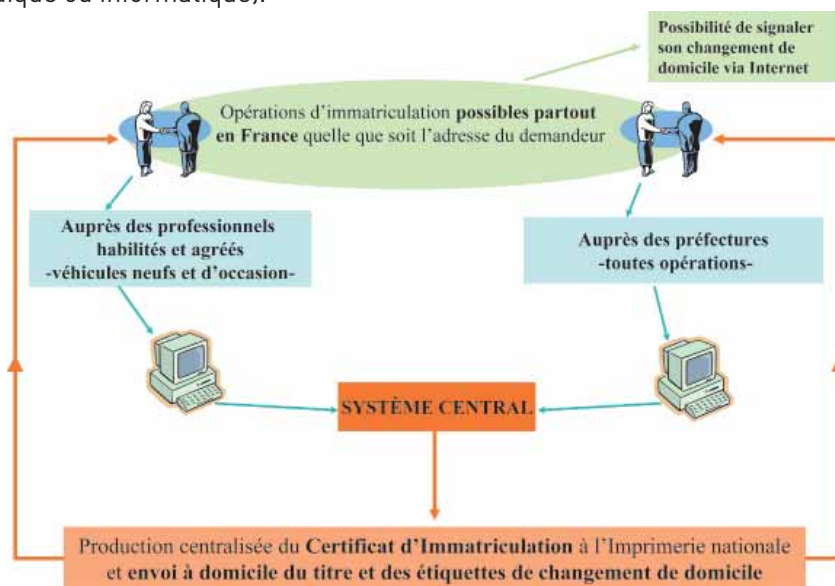 Possibilité de signaler
son changement de
domicile via Internet
Opérations d'immatriculation possibles partout
en France quelle que soit l'adresse du demandeur
Auprès des professionnels
habilités et agréés
-véhicules neufs et d'occasion-
Auprès des préfectures
-toutes opérations-
SYSTÈME CENTRAL
Production centralisée du Certificat d'Immatriculation à l'Imprimerie nationale
et envoi à domicile du titre et des étiquettes de changement de domicile